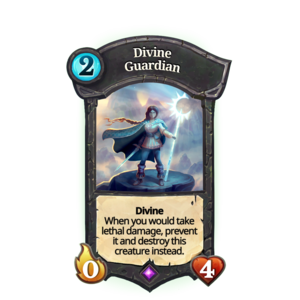 2
Divine
Guardian
Divine
When you would take
lethal damage, prevent
it and destroy this
creature instead.
0
4